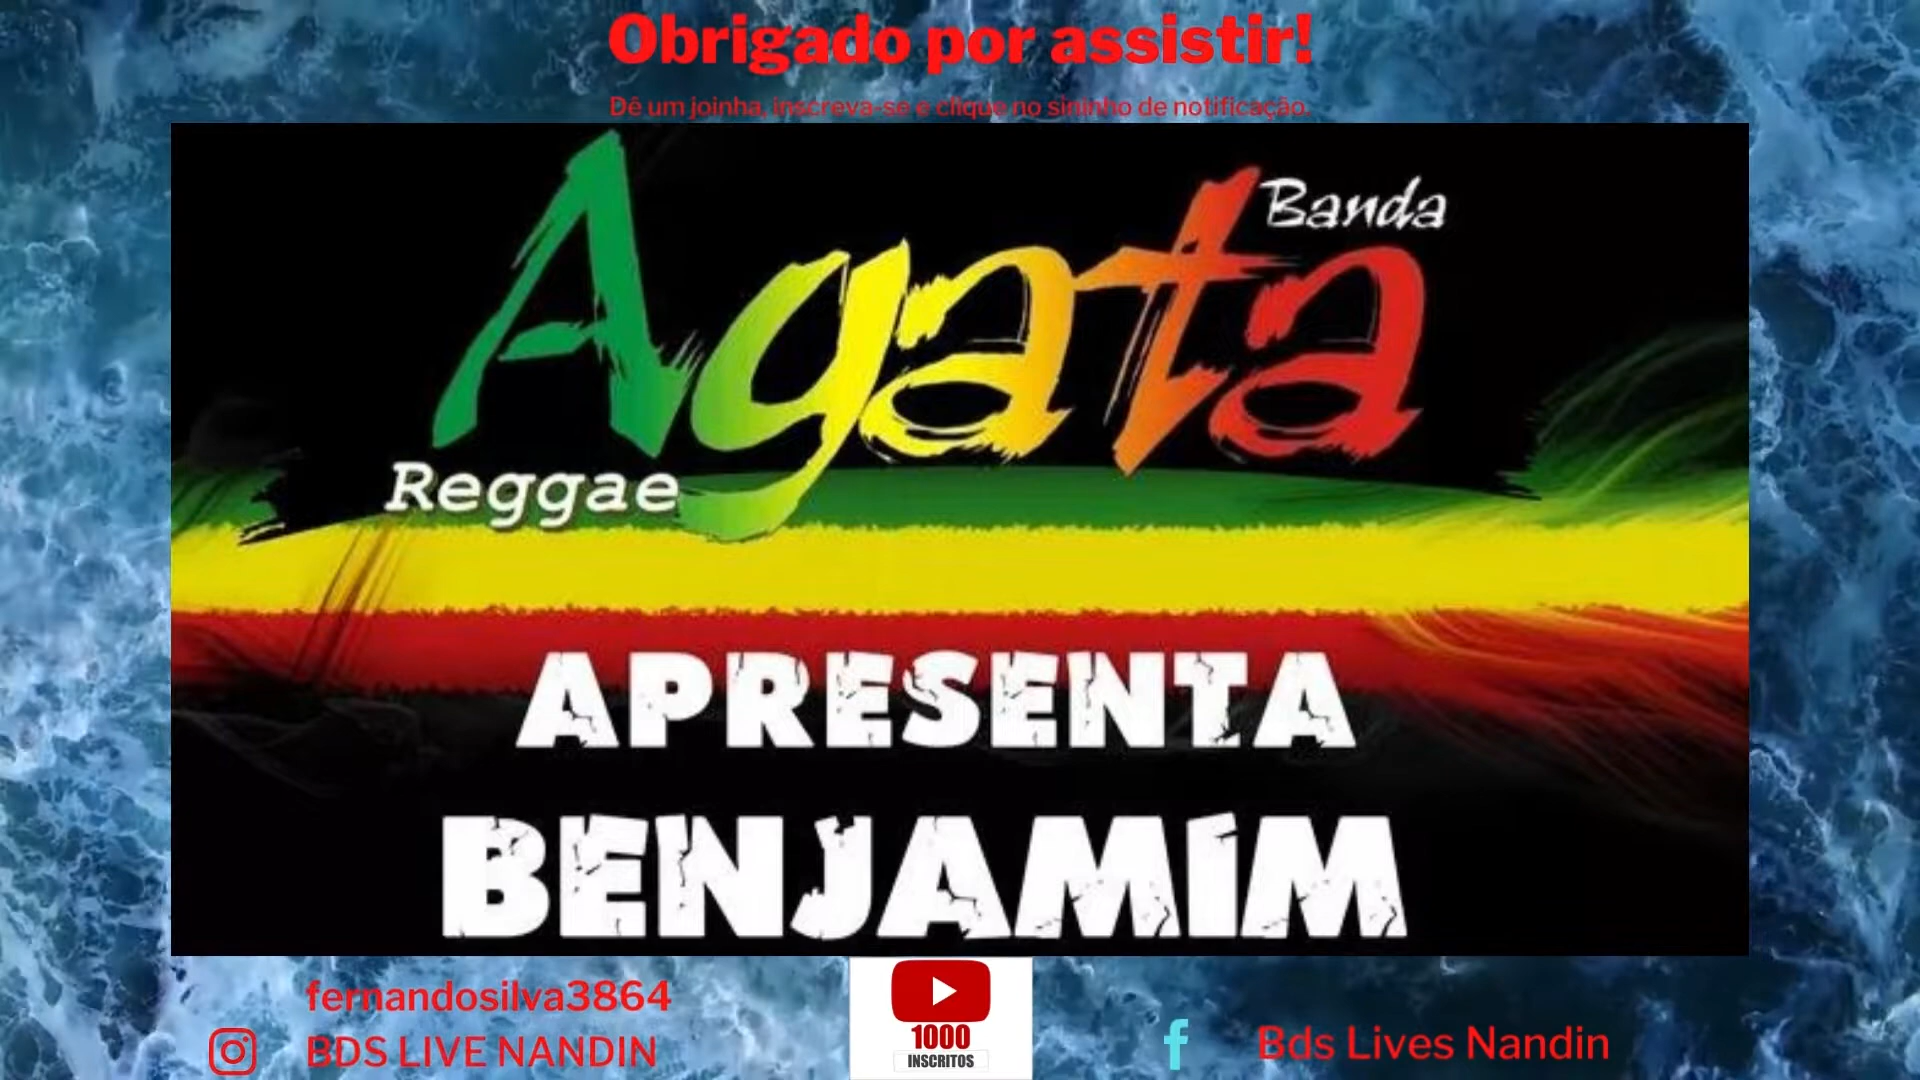 Obrigado por assistir!
Dê um joinha, inscreva-se e clique no sininho de notificação.
Banda
Agata
Reggae
APRESENTA
BENJAMIM
fernandosilva3864
BDS LIVE NANDIN
1000
INSCRITOS
Bds Lives Nandin